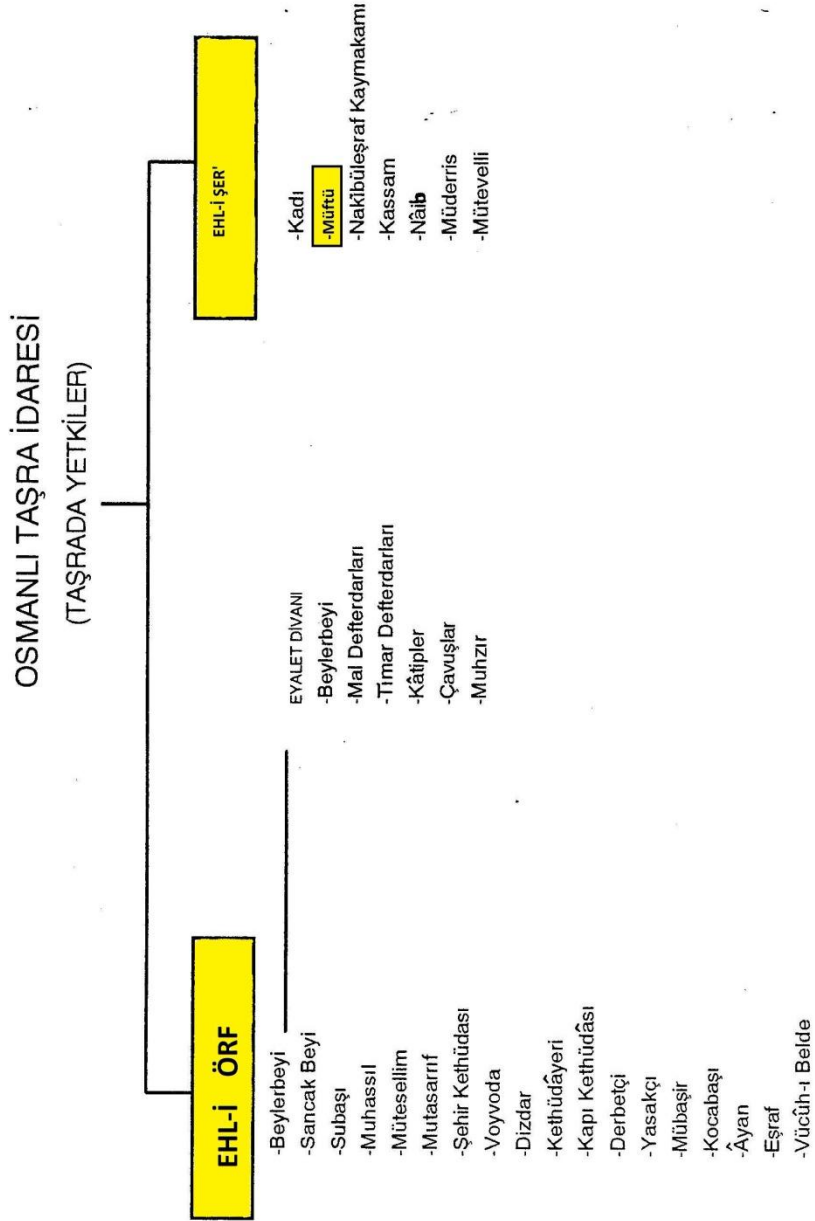 OSMANLI TAŞRA İDARESİ
(TAŞRADA YETKİLER)
EHL-İ ÖRF
-Beylerbeyi
-Sancak Beyi
-Subaşı
-Muhassıl
-Mütesellim
-Mutasarrıf
-Şehir Kethüdası
-Voyvoda
-Dizdar
-Kethüdâyeri
-Kapı Kethüdâsı
-Derbetçi
-Yasakçı
-Mübaşir
-Kocabaşı
-Âyan
-Eşraf
-Vücûh-ı Belde
EYALET DİVANI
-Beylerbeyi
-Mal Defterdarları
-Tımar Defterdarları
-Kâtipler
-Çavuşlar
-Muhzır
EHL-İ ŞER'
-Kadı
-Müftü
-Nakîbüleşraf Kaymakamı
-Kassam
-Nâib
-Müderris
-Mütevelli